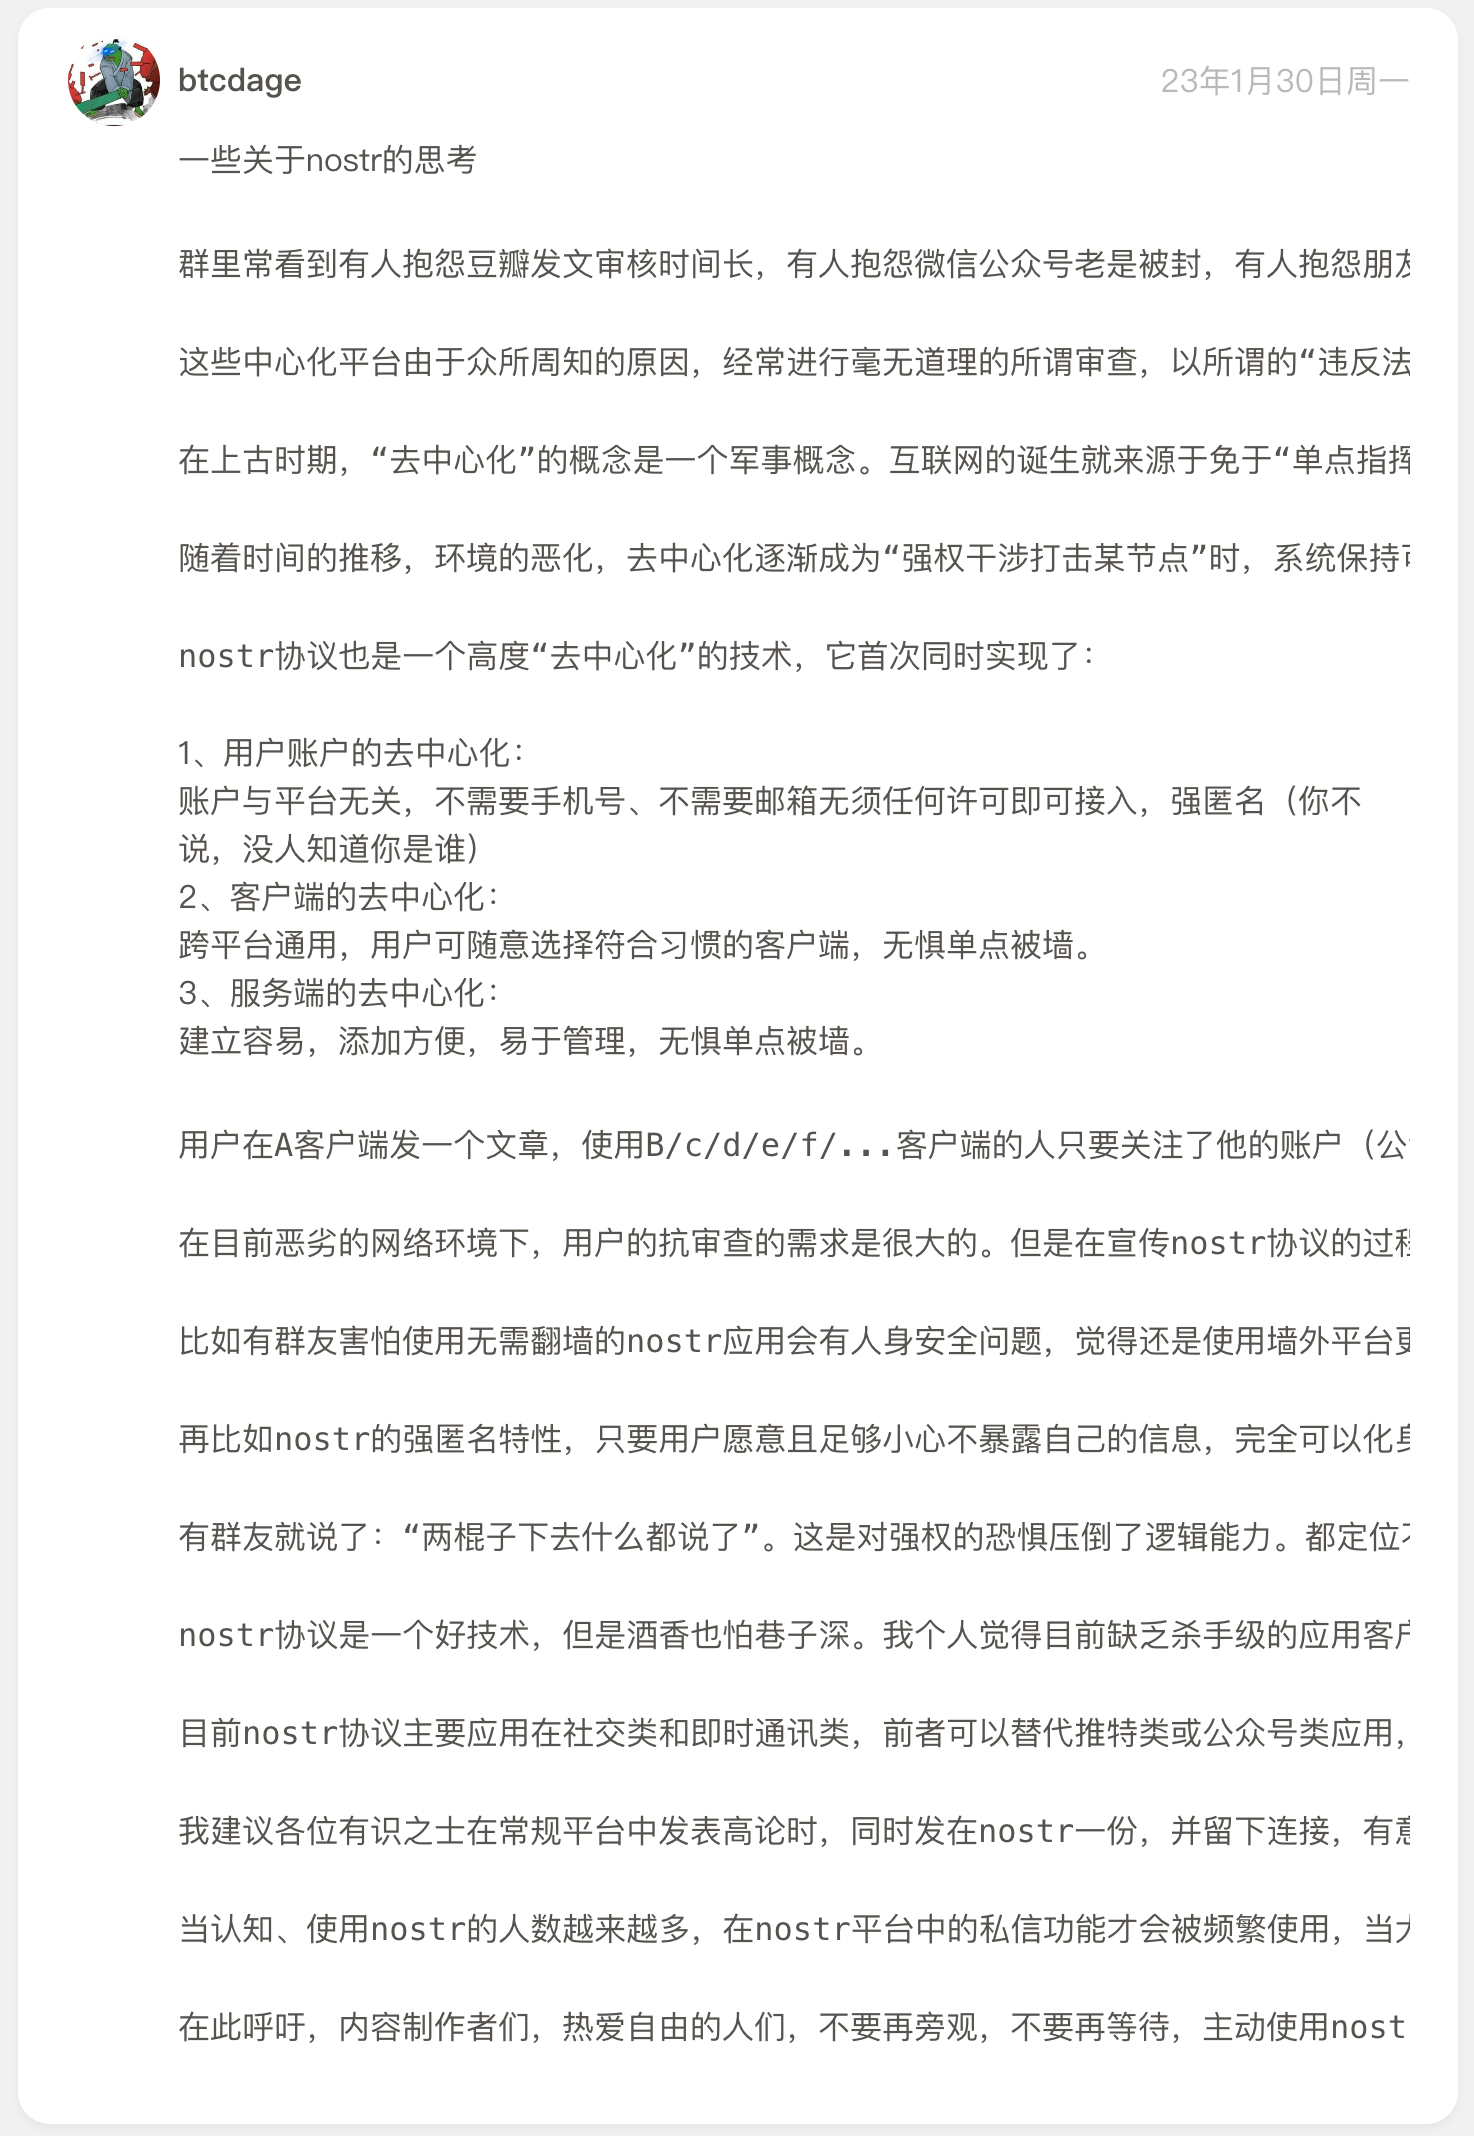 btcdage
23年1月30日周一
一些关于nostr的思考
群里常看到有人抱怨豆瓣发文审核时间长，有人抱怨微信公众号老是被封，有人抱怨朋友
这些中心化平台由于众所周知的原因，经常进行毫无道理的所谓审查，以所谓的“违反法
在上古时期，“去中心化”的概念是一个军事概念。互联网的诞生就来源于免于“单点指挥
随着时间的推移，环境的恶化，去中心化逐渐成为“强权干涉打击某节点”时，系统保持
nostr协议也是一个高度“去中心化”的技术，它首次同时实现了：
1、用户账户的去中心化：
账户与平台无关，不需要手机号、不需要邮箱无须任何许可即可接入，强匿名（你不
说，没人知道你是谁）
2、客户端的去中心化：
跨平台通用，用户可随意选择符合习惯的客户端，无惧单点被墙。
3、服务端的去中心化：
建立容易，添加方便，易于管理，无惧单点被墙。
用户在A客户端发一个文章，使用B/c/d/e/f/...客户端的人只要关注了他的账户（公
在目前恶劣的网络环境下，用户的抗审查的需求是很大的。但是在宣传nostr协议的过程
比如有群友害怕使用无需翻墙的nostr应用会有人身安全问题，觉得还是使用墙外平台更
再比如nostr的强匿名特性，只要用户愿意且足够小心不暴露自己的信息，完全可以化身
有群友就说了：“两棍子下去什么都说了”。这是对强权的恐惧压倒了逻辑能力。都定位不
nostr协议是一个好技术，但是酒香也怕巷子深。我个人觉得目前缺乏杀手级的应用客户
目前nostr协议主要应用在社交类和即时通讯类，前者可以替代推特类或公众号类应用，
我建议各位有识之士在常规平台中发表高论时，同时发在nostr一份，并留下连接，有意
当认知、使用nostr的人数越来越多，在nostr平台中的私信功能才会被频繁使用，当大
在此呼吁，内容制作者们，热爱自由的人们，不要再旁观，不要再等待，主动使用nost